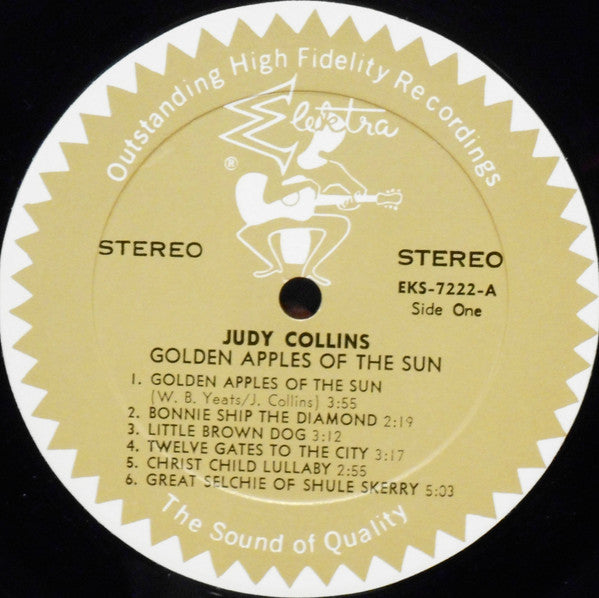 Outstanding High Fidelity Recordings
Elektra
®
STEREO
STEREO
EKS-7222-A
Side One
JUDY COLLINS
GOLDEN APPLES OF THE SUN
1. GOLDEN APPLES OF THE SUN
(W. B. Yeats/J. Collins) 3:55
2. BONNIE SHIP THE DIAMOND 2:19
3. LITTLE BROWN DOG 3:12
4. TWELVE GATES TO THE CITY 3:17
5. CHRIST CHILD LULLABY 2:55
6. GREAT SELCHIE OF SHULE SKERRY 5:03
The Sound of Quality